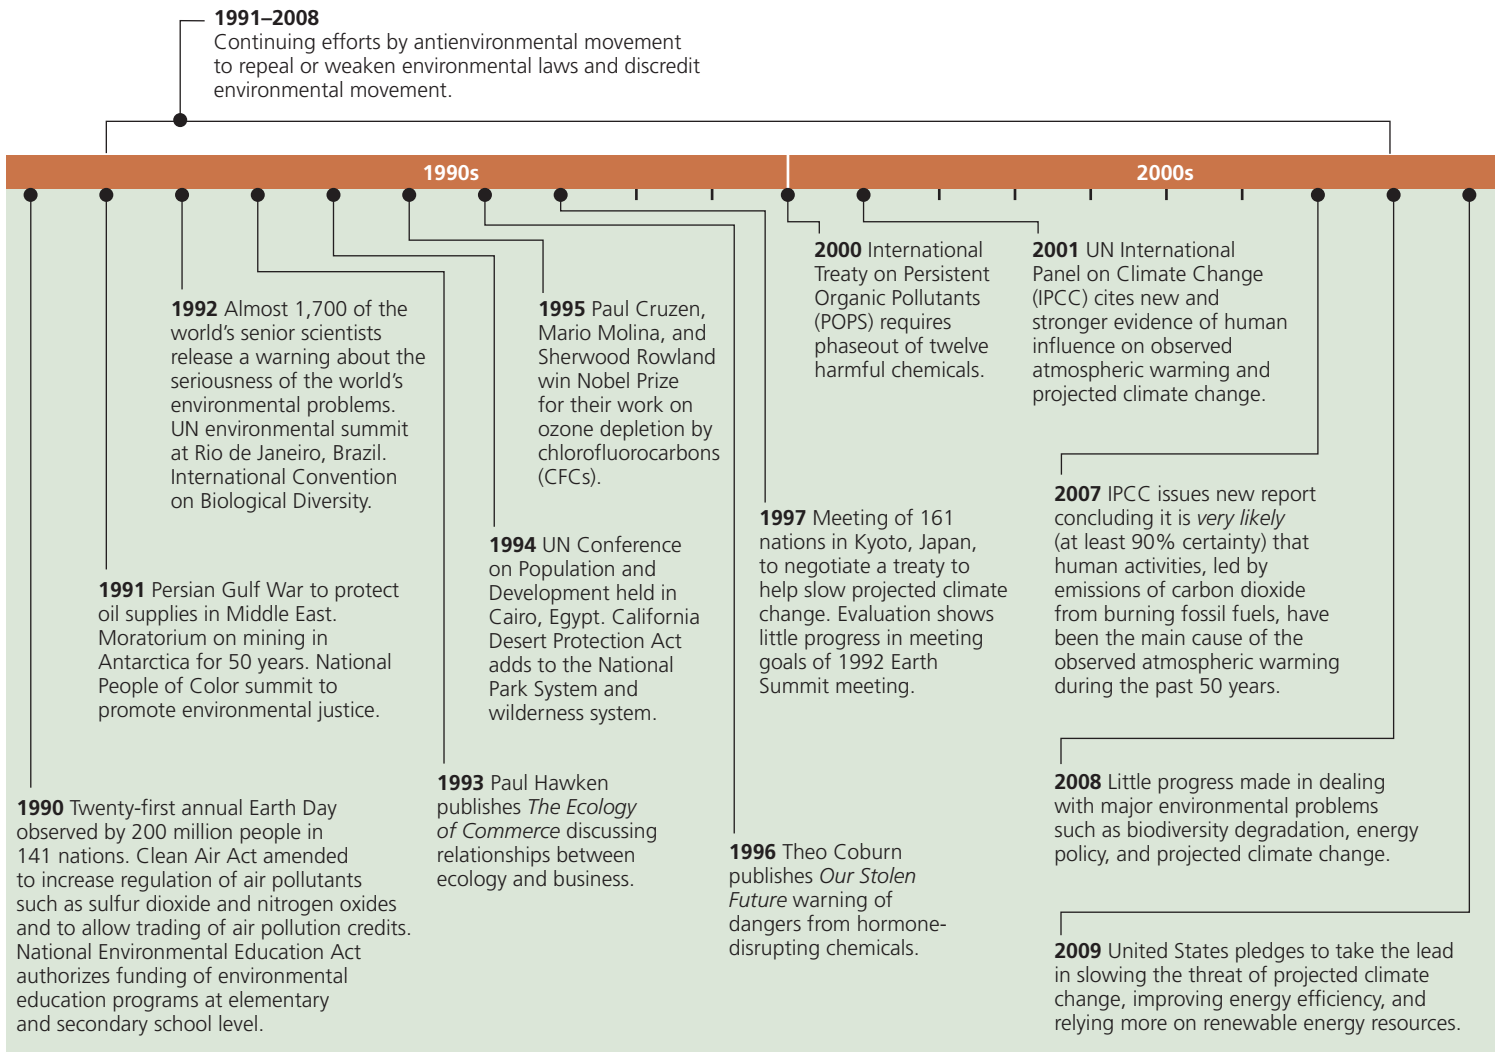 1991–2008
Continuing efforts by antienvironmental movement
to repeal or weaken environmental laws and discredit
environmental movement.
1990s
2000s
1992 Almost 1,700 of the
world’s senior scientists
release a warning about the
seriousness of the world’s
environmental problems.
UN environmental summit
at Rio de Janeiro, Brazil.
International Convention
on Biological Diversity.
1995 Paul Cruzen,
Mario Molina, and
Sherwood Rowland
win Nobel Prize
for their work on
ozone depletion by
chlorofluorocarbons
(CFCs).
2000 International
Treaty on Persistent
Organic Pollutants
(POPS) requires
phaseout of twelve
harmful chemicals.
2001 UN International
Panel on Climate Change
(IPCC) cites new and
stronger evidence of human
influence on observed
atmospheric warming and
projected climate change.
1991 Persian Gulf War to protect
oil supplies in Middle East.
Moratorium on mining in
Antarctica for 50 years. National
People of Color summit to
promote environmental justice.
1994 UN Conference
on Population and
Development held in
Cairo, Egypt. California
Desert Protection Act
adds to the National
Park System and
wilderness system.
1997 Meeting of 161
nations in Kyoto, Japan,
to negotiate a treaty to
help slow projected climate
change. Evaluation shows
little progress in meeting
goals of 1992 Earth
Summit meeting.
2007 IPCC issues new report
concluding it is very likely
(at least 90% certainty) that
human activities, led by
emissions of carbon dioxide
from burning fossil fuels, have
been the main cause of the
observed atmospheric warming
during the past 50 years.
1990 Twenty-first annual Earth Day
observed by 200 million people in
141 nations. Clean Air Act amended
to increase regulation of air pollutants
such as sulfur dioxide and nitrogen oxides
and to allow trading of air pollution credits.
National Environmental Education Act
authorizes funding of environmental
education programs at elementary
and secondary school level.
1993 Paul Hawken
publishes The Ecology
of Commerce discussing
relationships between
ecology and business.
1996 Theo Coburn
publishes Our Stolen
Future warning of
dangers from hormone-
disrupting chemicals.
2008 Little progress made in dealing
with major environmental problems
such as biodiversity degradation, energy
policy, and projected climate change.
2009 United States pledges to take the lead
in slowing the threat of projected climate
change, improving energy efficiency, and
relying more on renewable energy resources.